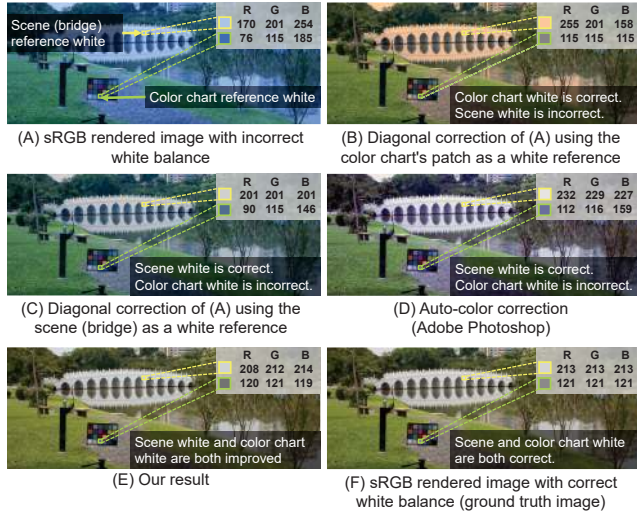 Scene (bridge)
reference white
R G B
170 201 254
76 115 185
Color chart reference white
(A) sRGB rendered image with incorrect
white balance
R G B
255 201 158
115 115 115
Color chart white is correct.
Scene white is incorrect.
(B) Diagonal correction of (A) using the
color chart's patch as a white reference
R G B
201 201 201
90 115 146
Scene white is correct.
Color chart white is incorrect.
(C) Diagonal correction of (A) using the
scene (bridge) as a white reference
R G B
232 229 227
112 116 159
Scene white is correct.
Color chart white is incorrect.
(D) Auto-color correction
(Adobe Photoshop)
R G B
208 212 214
120 121 119
Scene white and color chart
white are both improved
(E) Our result
R G B
213 213 213
121 121 121
Scene and color chart white
are both correct.
(F) sRGB rendered image with correct
white balance (ground truth image)